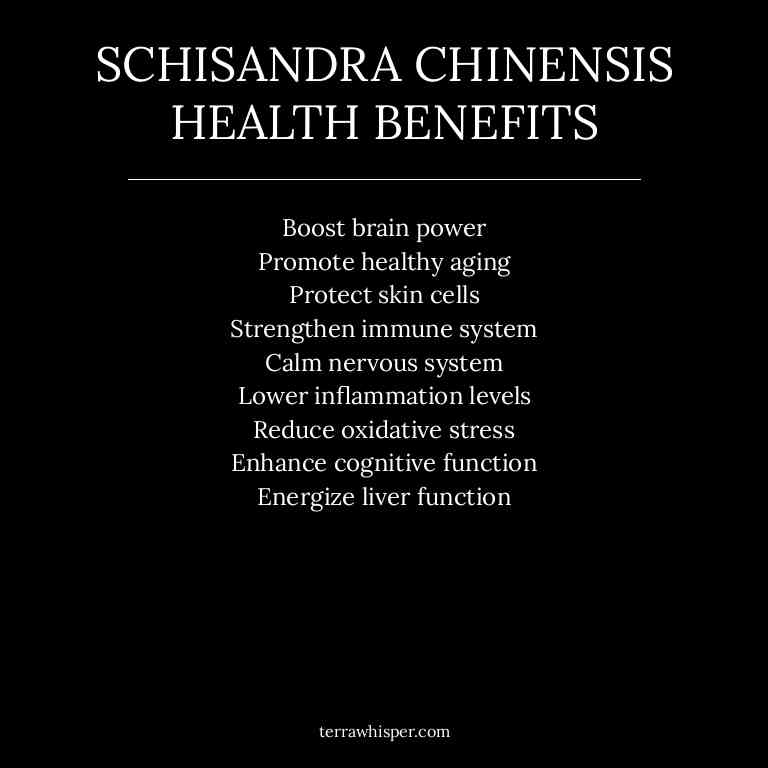 SCHISANDRA CHINENSIS
HEALTH BENEFITS
Boost brain power
Promote healthy aging
Protect skin cells
Strengthen immune system
Calm nervous system
Lower inflammation levels
Reduce oxidative stress
Enhance cognitive function
Energize liver function
terrawhisper.com